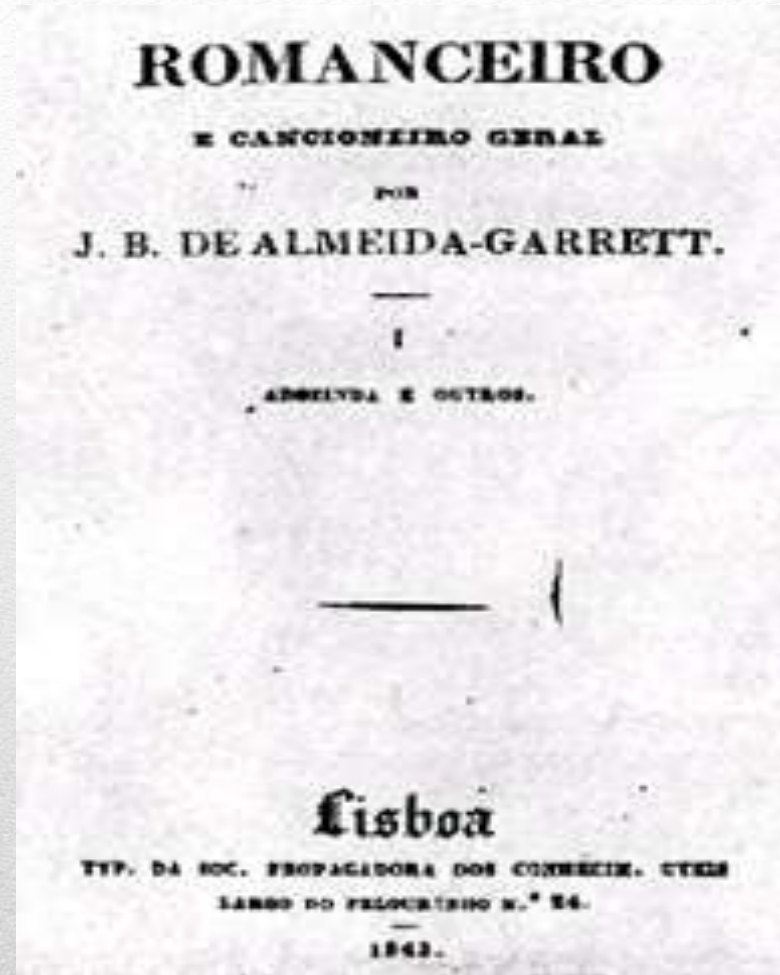 ROMANCEIRO
E CANCIONEIRO GERAL
POR
J. B. DE ALMEIDA-GARRETT.
I
ADOZINDA E OUTROS.
Lisboa
TYP. DA SOC. PROPAGADORA DOS CONHECIM. UTEIS
LARGO DO PELOURINHO N.° 24.
1843.